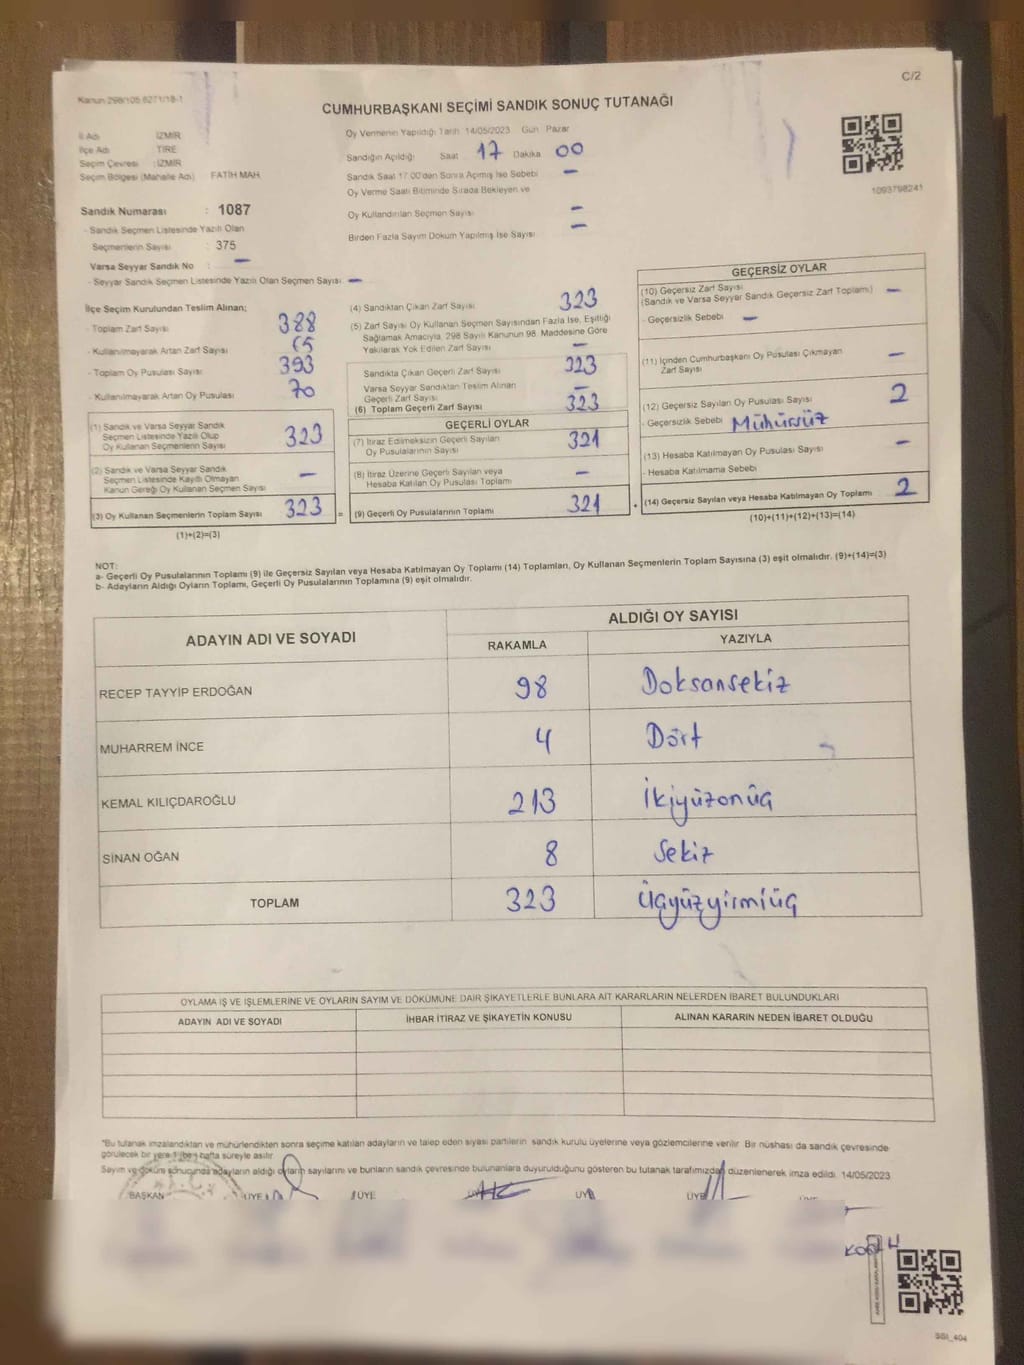 C/2
Kanun 298/105 6271/18-1
CUMHURBAŞKANI SEÇİMİ SANDIK SONUÇ TUTANAĞI
İl Adı İZMİR
İlçe Adı TİRE
Seçim Çevresi : İZMİR
Seçim Bölgesi (Mahalle Adı) FATİH MAH.
Sandık Numarası : 1087
- Sandık Seçmen Listesinde Yazılı Olan
Seçmenlerin Sayısı : 375
Varsa Seyyar Sandık No : -
- Seyyar Sandık Seçmen Listesinde Yazılı Olan Seçmen Sayısı -
Oy Vermenin Yapıldığı Tarih 14/05/2023 Gün Pazar
Sandığın Açıldığı Saat 17 Dakika 00
Sandık Saat 17:00'den Sonra Açımış İse Sebebi -
Oy Verme Saati Bitiminde Sırada Bekleyen ve
Oy Kullandırılan Seçmen Sayısı -
Birden Fazla Sayım Döküm Yapılmış İse Sayısı -
1093798241
İlçe Seçim Kurulundan Teslim Alınan;
- Toplam Zarf Sayısı 388
- Kullanılmayarak Artan Zarf Sayısı 65
- Toplam Oy Pusulası Sayısı 393
- Kullanılmayarak Artan Oy Pusulası 70
(1) Sandık ve Varsa Seyyar Sandık
Seçmen Listesinde Yazılı Olup
Oy Kullanan Seçmenlerin Sayısı 323
(2) Sandık ve Varsa Seyyar Sandık
Seçmen Listesinde Kayıtlı Olmayan
Kanun Gereği Oy Kullanan Seçmen Sayısı -
(3) Oy Kullanan Seçmenlerin Toplam Sayısı 323 =
(1)+(2)=(3)
(4) Sandıktan Çıkan Zarf Sayısı 323
(5) Zarf Sayısı Oy Kullanan Seçmen Sayısından Fazla İse, Eşitliği
Sağlamak Amacıyla, 298 Sayılı Kanunun 98. Maddesine Göre
Yakılarak Yok Edilen Zarf Sayısı -
Sandıkta Çıkan Geçerli Zarf Sayısı 323
Varsa Seyyar Sandıktan Teslim Alınan
Geçerli Zarf Sayısı -
(6) Toplam Geçerli Zarf Sayısı 323
GEÇERLİ OYLAR
(7) İtiraz Edilmeksizin Geçerli Sayılan
Oy Pusulalarının Sayısı 321
(8) İtiraz Üzerine Geçerli Sayılan veya
Hesaba Katılan Oy Pusulası Toplamı -
(9) Geçerli Oy Pusulalarının Toplamı 321 +
GEÇERSİZ OYLAR
(10) Geçersiz Zarf Sayısı
(Sandık ve Varsa Seyyar Sandık Geçersiz Zarf Toplamı) -
- Geçersizlik Sebebi -
(11) İçinden Cumhurbaşkanı Oy Pusulası Çıkmayan
Zarf Sayısı -
(12) Geçersiz Sayılan Oy Pusulası Sayısı 2
- Geçersizlik Sebebi Mühürsüz
(13) Hesaba Katılmayan Oy Pusulası Sayısı -
- Hesaba Katılmama Sebebi
(14) Geçersiz Sayılan veya Hesaba Katılmayan Oy Toplamı 2
(10)+(11)+(12)+(13)=(14)
NOT:
a- Geçerli Oy Pusulalarının Toplamı (9) ile Geçersiz Sayılan veya Hesaba Katılmayan Oy Toplamı (14) Toplamları, Oy Kullanan Seçmenlerin Toplam Sayısına (3) eşit olmalıdır. (9)+(14)=(3)
b- Adayların Aldığı Oyların Toplamı, Geçerli Oy Pusulalarının Toplamına (9) eşit olmalıdır.
ADAYIN ADI VE SOYADI
ALDIĞI OY SAYISI
RAKAMLA YAZIYLA
RECEP TAYYİP ERDOĞAN 98 Doksansekiz
MUHARREM İNCE 4 Dört
KEMAL KILIÇDAROĞLU 213 İkiyüzonüç
SİNAN OĞAN 8 Sekiz
TOPLAM 323 Üçyüzyirmiüç
OYLAMA İŞ VE İŞLEMLERİNE VE OYLARIN SAYIM VE DÖKÜMÜNE DAİR ŞİKAYETLERLE BUNLARA AİT KARARLARIN NELERDEN İBARET BULUNDUKLARI
ADAYIN ADI VE SOYADI İHBAR İTİRAZ VE ŞİKAYETİN KONUSU ALINAN KARARIN NEDEN İBARET OLDUĞU
"Bu tutanak imzalandıktan ve mühürlendikten sonra seçime katılan adayların ve talep eden siyasi partilerin sandık kurulu üyelerine veya gözlemcilerine verilir. Bir nüshası da sandık çevresinde
görülecek bir yere 1 (bir) hafta süreyle asılır.
Sayım ve döküm sonucunda adayların aldığı oyların sayılarını ve bunların sandık çevresinde bulunanlara duyurulduğunu gösteren bu tutanak tarafımızdan düzenlenerek imza edildi. 14/05/2023
BAŞKAN ÜYE ÜYE ÜYE ÜYE ÜYE ÜYE
SSI_404